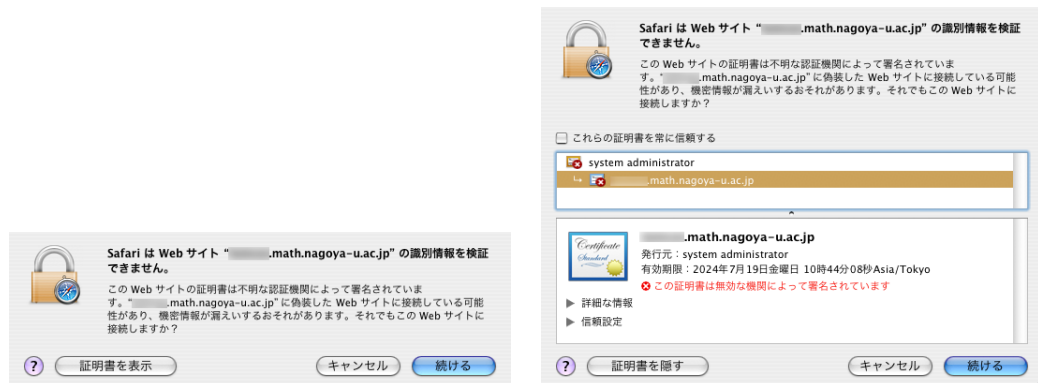 Safari は Web サイト “.math.nagoya-u.ac.jp” の識別情報を検証
できません。
この Web サイトの証明書は不明な認証機関によって署名されていま
す。“.math.nagoya-u.ac.jp” に偽装した Web サイトに接続している可能
性があり、機密情報が漏えいするおそれがあります。それでもこの Web サイトに
接続しますか？
?
証明書を表示
キャンセル
続ける
Safari は Web サイト “.math.nagoya-u.ac.jp” の識別情報を検証
できません。
この Web サイトの証明書は不明な認証機関によって署名されていま
す。“.math.nagoya-u.ac.jp” に偽装した Web サイトに接続している可能
性があり、機密情報が漏えいするおそれがあります。それでもこの Web サイトに
接続しますか？
これらの証明書を常に信頼する
system administrator
.math.nagoya-u.ac.jp
Certificate
Standard
.math.nagoya-u.ac.jp
発行元：system administrator
有効期限：2024年7月19日金曜日 10時44分08秒Asia/Tokyo
この証明書は無効な機関によって署名されています
詳細な情報
信頼設定
?
証明書を隠す
キャンセル
続ける